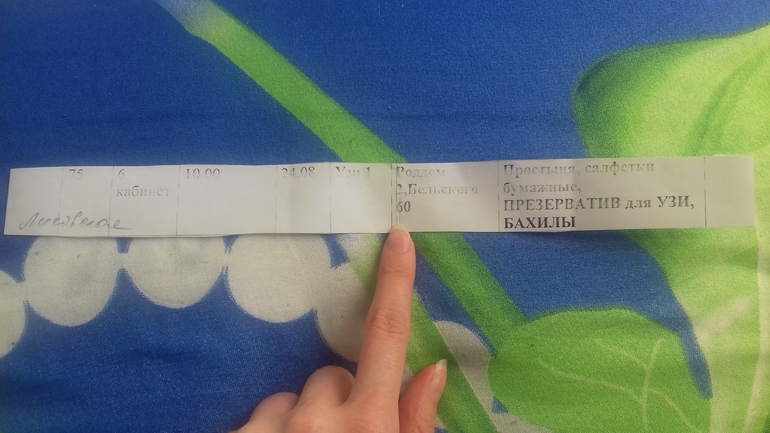 75
6
кабинет
10.00
24.08
Узи 1
Роддом
2,Бельского
60
Простыня, салфетки
бумажные,
ПРЕЗЕРВАТИВ для УЗИ,
БАХИЛЫ